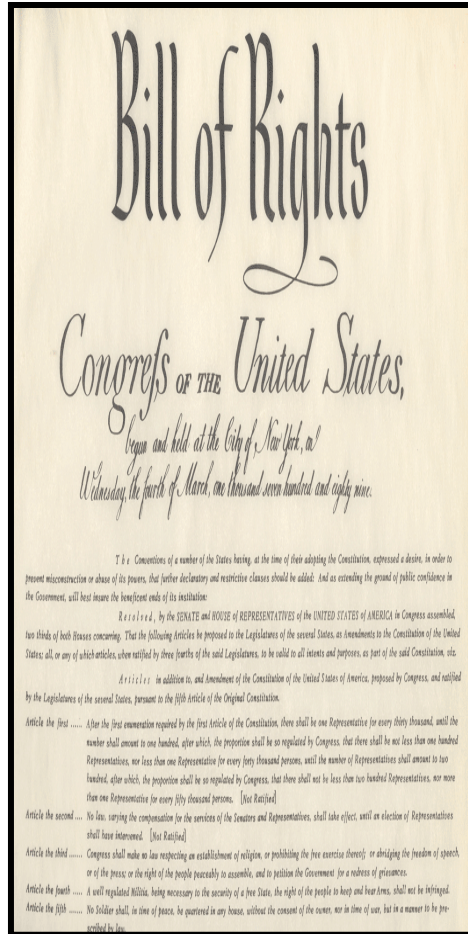 Bill of Rights
Congreſs OF THE United States,
begun and held at the City of New York, on
Wednesday, the fourth of March, one thousand seven hundred and eighty nine.
The Conventions of a number of the States having, at the time of their adopting the Constitution, expressed a desire, in order to
present misconstruction or abuse of its powers, that further declaratory and restrictive clauses should be added: And as extending the ground of public confidence in
the Government, will best insure the beneficent ends of its institution:
Resolved, by the SENATE and HOUSE of REPRESENTATIVES of the UNITED STATES of AMERICA in Congress assembled,
two thirds of both Houses concurring. That the following Articles be proposed to the Legislatures of the several States, as Amendments to the Constitution of the United
States; all, or any of which articles, when ratified by three fourths of the said Legislatures, to be valid to all intents and purposes, as part of the said Constitution, viz.
Articles in addition to, and Amendment of the Constitution of the United States of America, proposed by Congress, and ratified
by the Legislatures of the several States, pursuant to the fifth Article of the Original Constitution.
Article the first ...... After the first enumeration required by the first Article of the Constitution, there shall be one Representative for every thirty thousand, until the
number shall amount to one hundred, after which, the proportion shall be so regulated by Congress, that there shall be not less than one hundred
Representatives, nor less than one Representative for every forty thousand persons, until the number of Representatives shall amount to two
hundred, after which, the proportion shall be so regulated by Congress, that there shall not be less than two hundred Representatives, nor more
than one Representative for every fifty thousand persons. [Not Ratified]
Article the second .... No law, varying the compensation for the services of the Senators and Representatives, shall take effect, until an election of Representatives
shall have intervened. [Not Ratified]
Article the third ....... Congress shall make no law respecting an establishment of religion, or prohibiting the free exercise thereof; or abridging the freedom of speech,
or of the press; or the right of the people peaceably to assemble, and to petition the Government for a redress of grievances.
Article the fourth ..... A well regulated Militia, being necessary to the security of a free State, the right of the people to keep and bear Arms, shall not be infringed.
Article the fifth ...... No Soldier shall, in time of peace, be quartered in any house, without the consent of the owner, nor in time of war, but in a manner to be pre-
scribed by law.